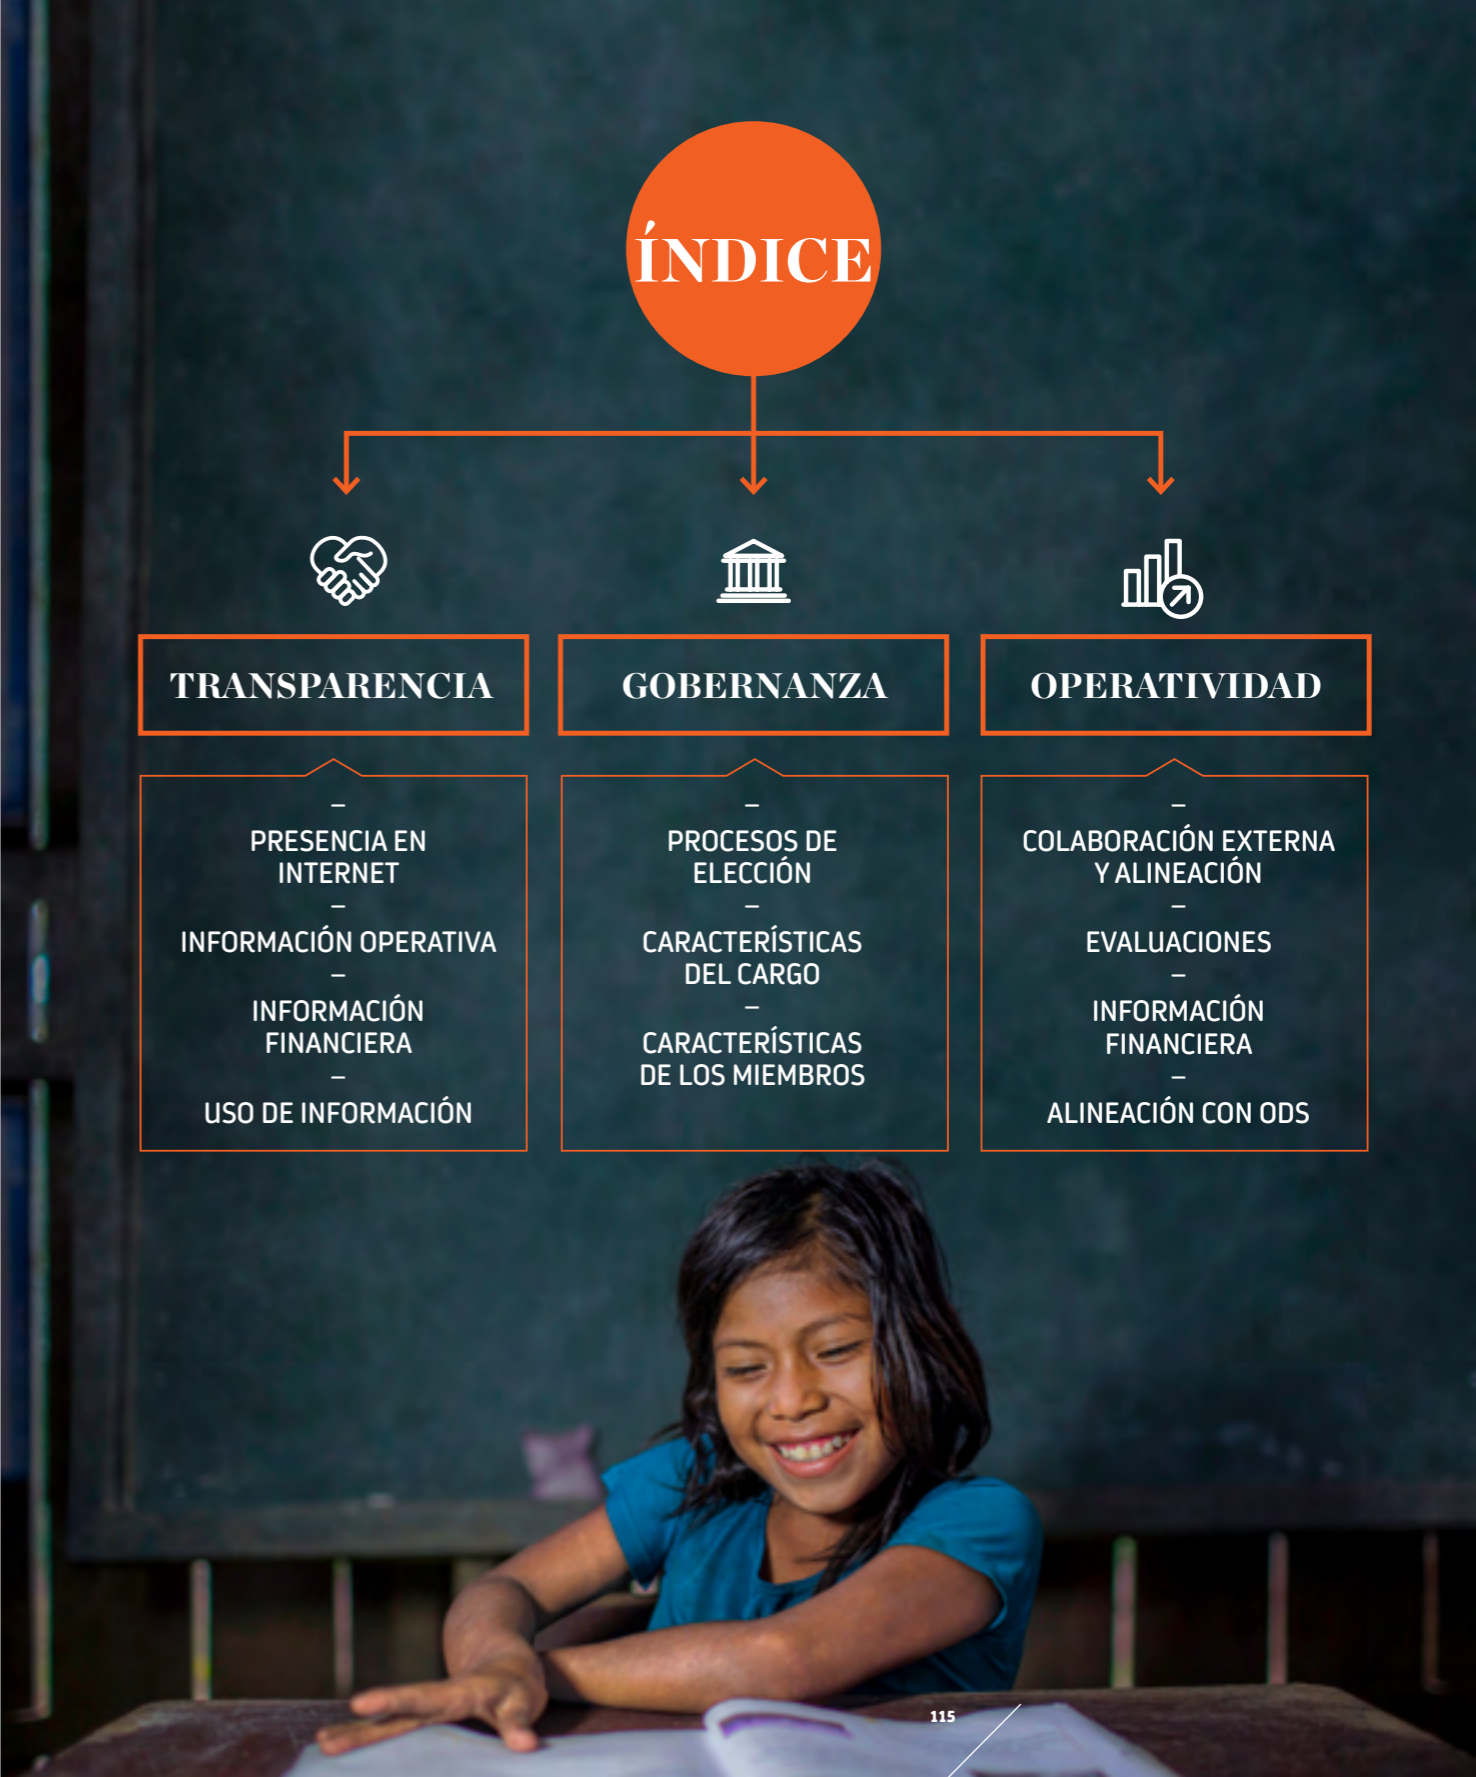 ÍNDICE
TRANSPARENCIA
–
PRESENCIA EN
INTERNET
–
INFORMACIÓN OPERATIVA
–
INFORMACIÓN
FINANCIERA
–
USO DE INFORMACIÓN
GOBERNANZA
–
PROCESOS DE
ELECCIÓN
–
CARACTERÍSTICAS
DEL CARGO
–
CARACTERÍSTICAS
DE LOS MIEMBROS
OPERATIVIDAD
–
COLABORACIÓN EXTERNA
Y ALINEACIÓN
–
EVALUACIONES
–
INFORMACIÓN
FINANCIERA
–
ALINEACIÓN CON ODS
115